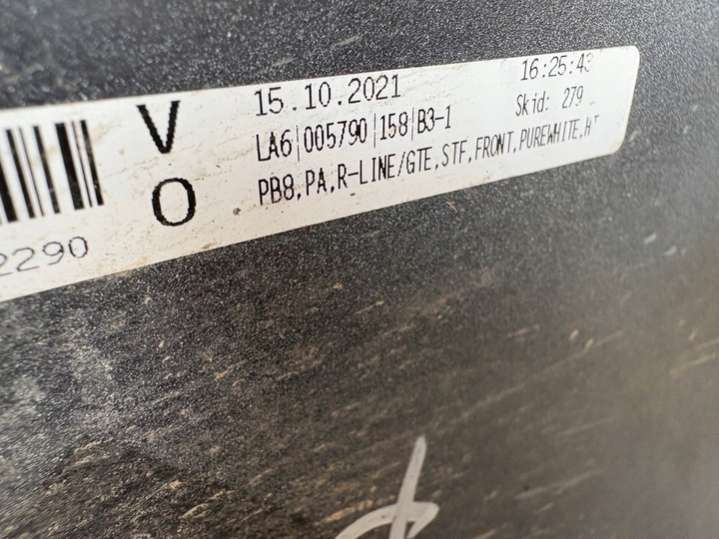 V 15.10.2021 16:25:43
LA6|005790|158|B3-1 Skid: 279
O PB8,PA,R-LINE/GTE,STF,FRONT,PUREWHITE,
2290